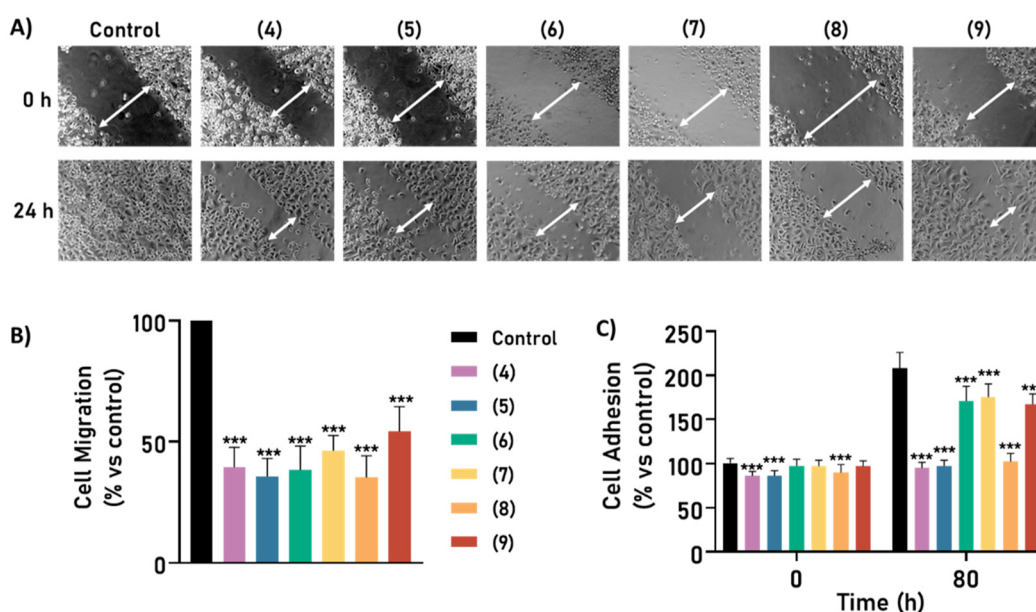 A)
Control (4) (5) (6) (7) (8) (9)
0 h
24 h
B)
Cell Migration
(% vs control)
100
50
0
*** *** *** *** *** ***
Control
(4)
(5)
(6)
(7)
(8)
(9)
C)
Cell Adhesion
(% vs control)
250
200
150
100
50
0
*** *** ***
*** *** *** *** *** **
0 80
Time (h)